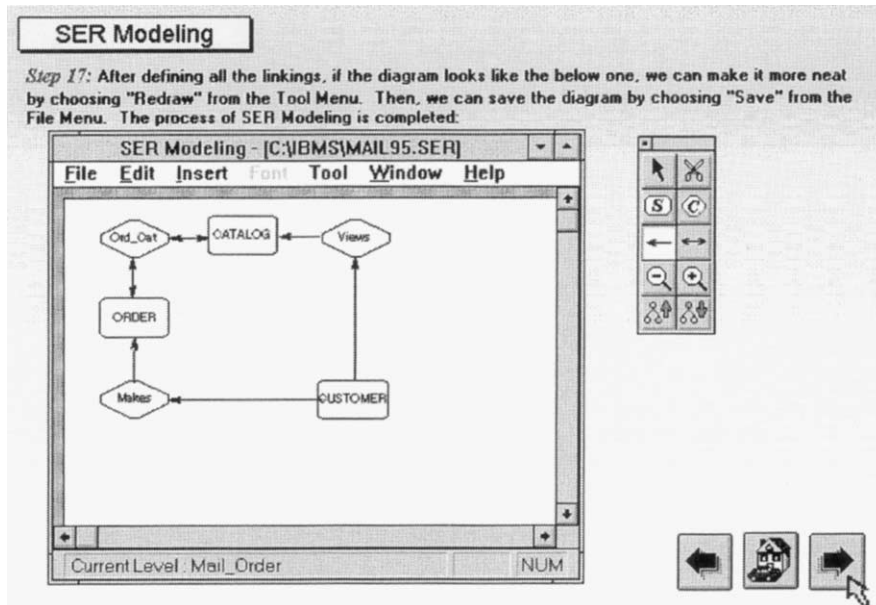 SER Modeling
Step 17: After defining all the linkings, if the diagram looks like the below one, we can make it more neat
by choosing "Redraw" from the Tool Menu. Then, we can save the diagram by choosing "Save" from the
File Menu. The process of SER Modeling is completed:
SER Modeling - [C:\IBMS\MAIL95.SER]
File Edit Insert Font Tool Window Help
Ord_Cat CATALOG Views
ORDER
Makes CUSTOMER
S C
Current Level : Mail_Order NUM